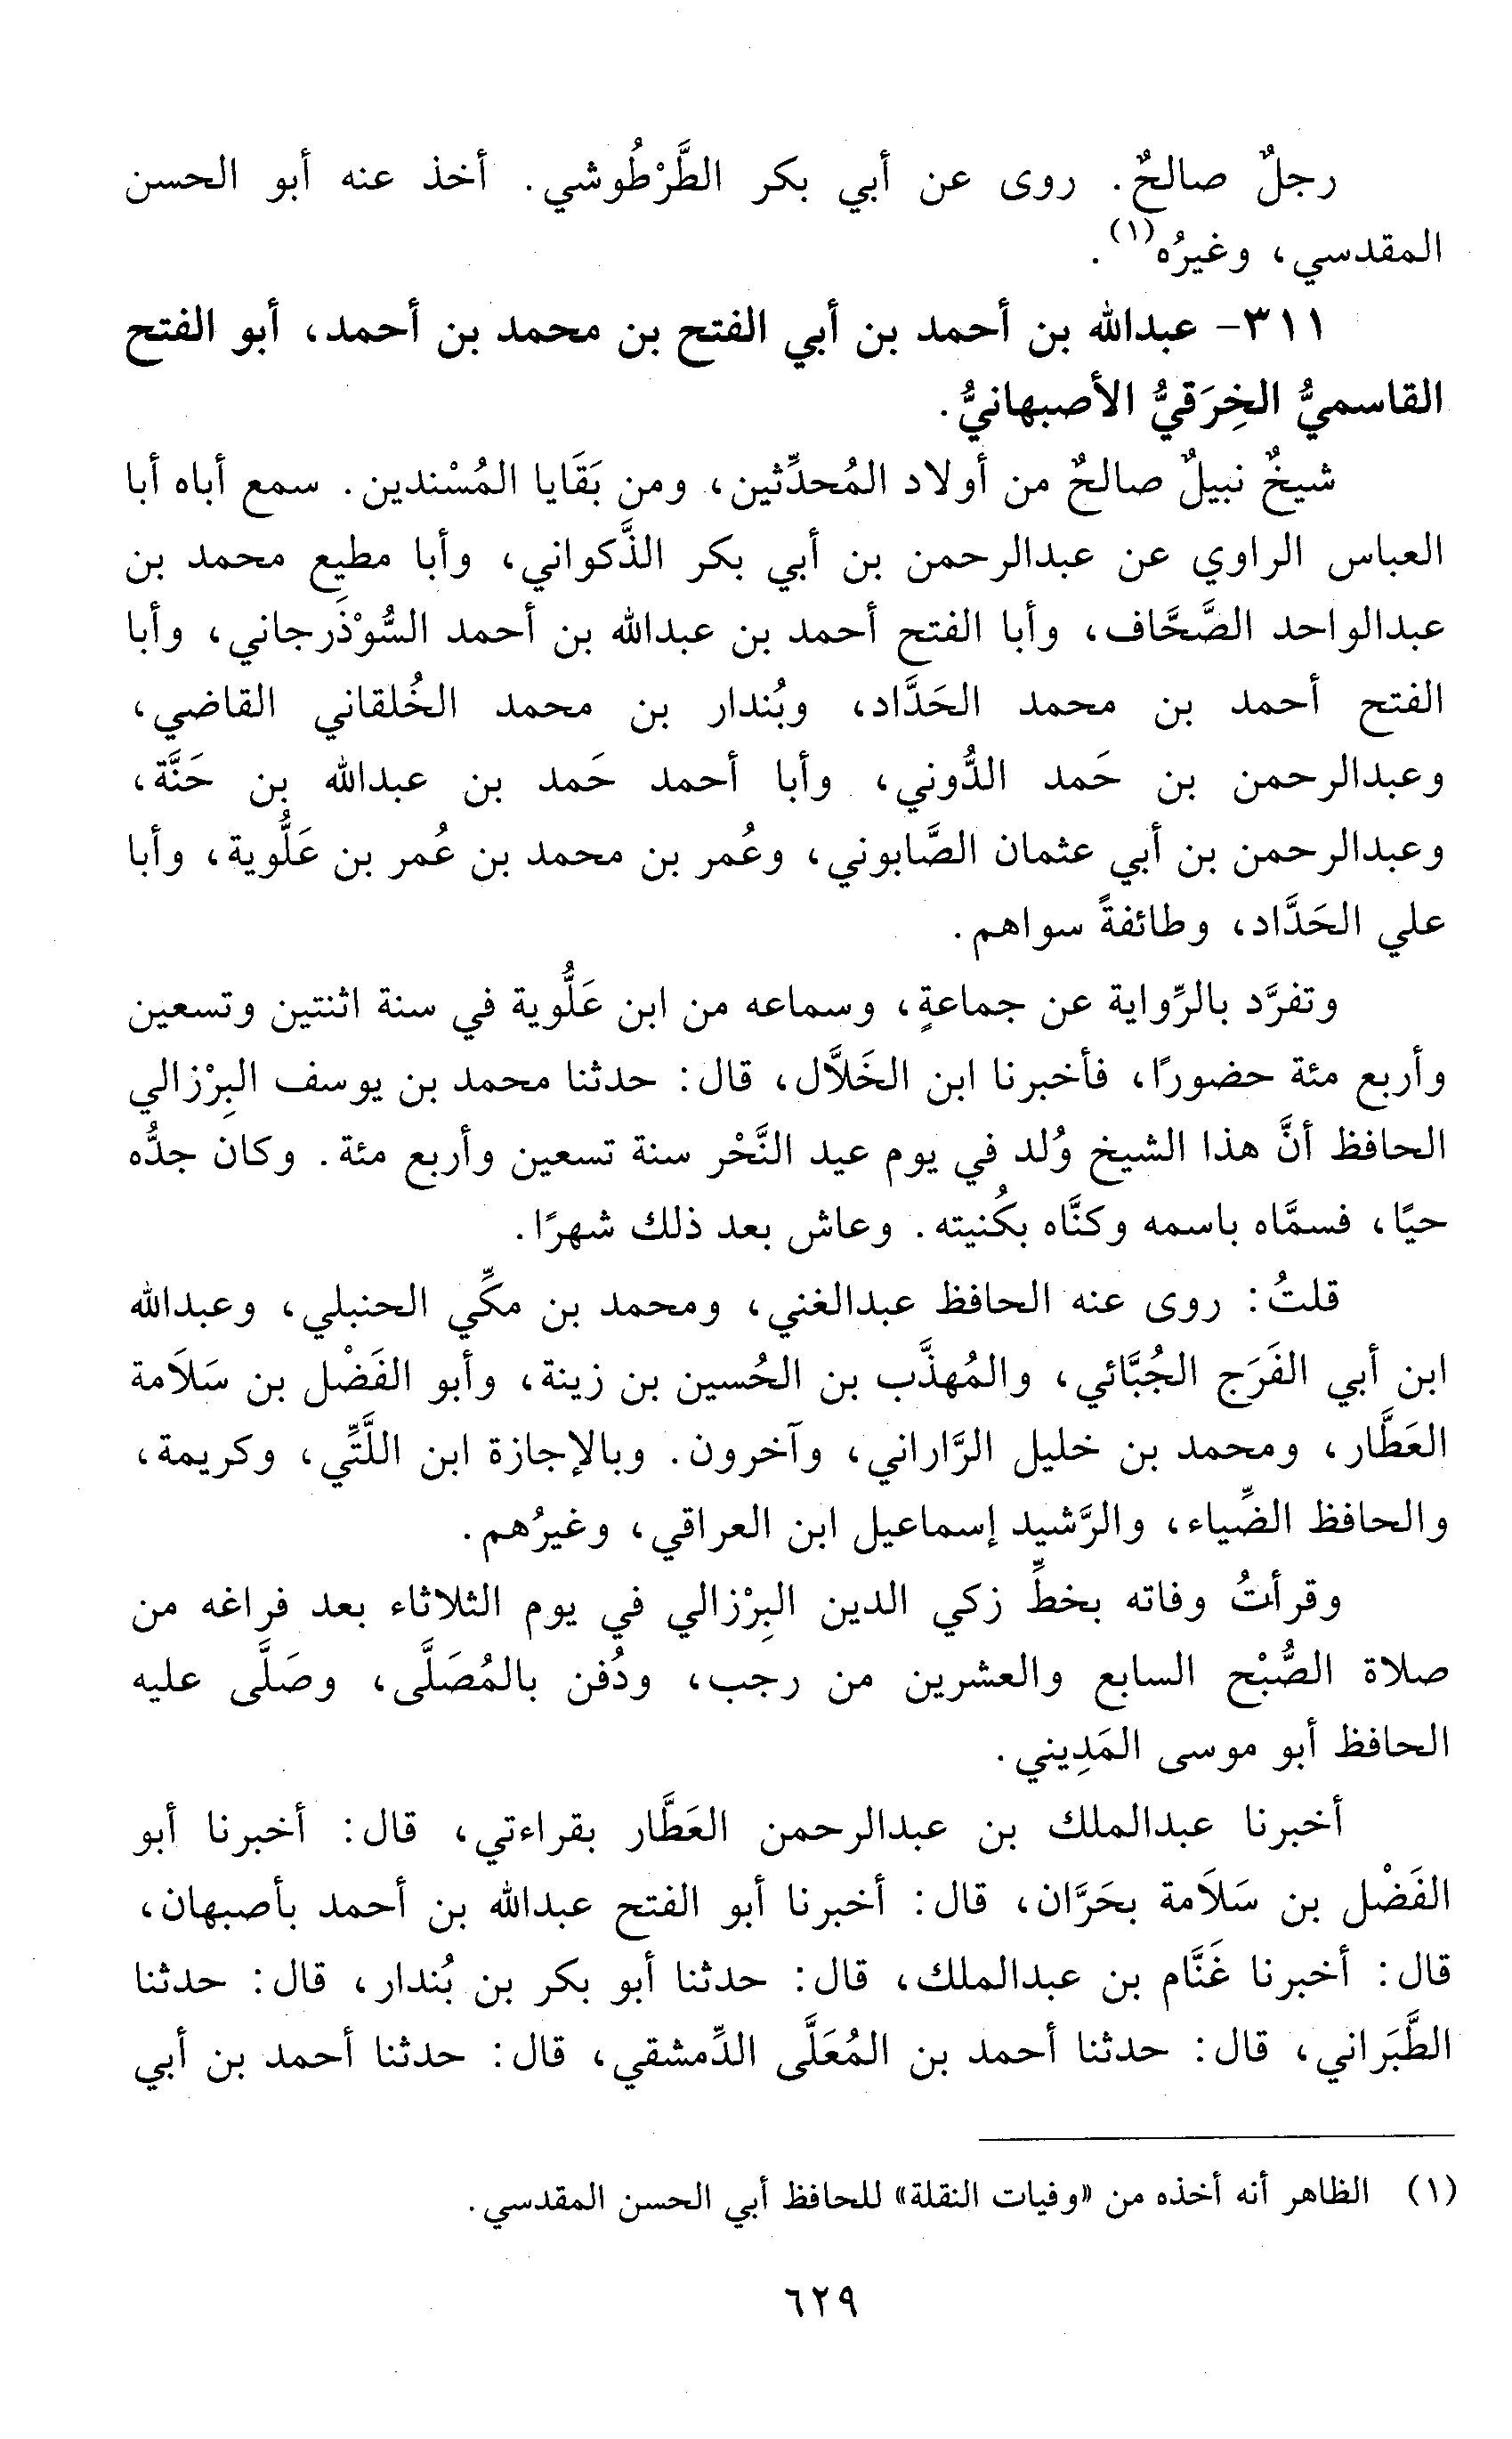 رجلٌ صالحٌ. روى عن أبي بكر الطَّرْطُوشي. أخذ عنه أبو الحسن
المقدسي، وغيرُه(١).
٣١١- عبدالله بن أحمد بن أبي الفتح بن محمد بن أحمد، أبو الفتح
القاسميُّ الخِرَقيُّ الأصبهانيُّ.
شيخٌ نبيلٌ صالحٌ من أولاد المُحدِّثين، ومن بَقَايا المُسْندين. سمع أباه أبا
العباس الراوي عن عبدالرحمن بن أبي بكر الذَّكواني، وأبا مطيع محمد بن
عبدالواحد الصَّحَّاف، وأبا الفتح أحمد بن عبدالله بن أحمد السُّوْذَرجاني، وأبا
الفتح أحمد بن محمد الحَدَّاد، وبُندار بن محمد الخُلقاني القاضي،
وعبدالرحمن بن حَمد الدُّوني، وأبا أحمد حَمد بن عبدالله بن حَنَّة،
وعبدالرحمن بن أبي عثمان الصَّابوني، وعُمر بن محمد بن عُمر بن عَلُّوية، وأبا
علي الحَدَّاد، وطائفةً سواهم.
وتفرَّد بالرِّواية عن جماعةٍ، وسماعه من ابن عَلُّوية في سنة اثنتين وتسعين
وأربع مئة حضورًا، فأخبرنا ابن الخَلاَّل، قال: حدثنا محمد بن يوسف البِرْزالي
الحافظ أنَّ هذا الشيخ وُلد في يوم عيد النَّحْر سنة تسعين وأربع مئة. وكان جدُّه
حيًا، فسمَّاه باسمه وكنَّاه بكُنيته. وعاش بعد ذلك شهرًا.
قلتُ: روى عنه الحافظ عبدالغني، ومحمد بن مكِّي الحنبلي، وعبدالله
ابن أبي الفَرَج الجُبَّائي، والمُهذَّب بن الحُسين بن زينة، وأبو الفَضْل بن سَلَامة
العَطَّار، ومحمد بن خليل الرَّاراني، وآخرون. وبالإجازة ابن اللَّتِّي، وكريمة،
والحافظ الضِّياء، والرَّشيد إسماعيل ابن العراقي، وغيرُهم.
وقرأتُ وفاته بخطِّ زكي الدين البِرْزالي في يوم الثلاثاء بعد فراغه من
صلاة الصُّبْح السابع والعشرين من رجب، ودُفن بالمُصَلَّى، وصَلَّى عليه
الحافظ أبو موسى المَدِيني.
أخبرنا عبدالملك بن عبدالرحمن العَطَّار بقراءتي، قال: أخبرنا أبو
الفَضْل بن سَلاَمة بحَرَّان، قال: أخبرنا أبو الفتح عبدالله بن أحمد بأصبهان،
قال: أخبرنا غَنَّام بن عبدالملك، قال: حدثنا أبو بكر بن بُندار، قال: حدثنا
الطَّبَراني، قال: حدثنا أحمد بن المُعَلَّى الدِّمشقي، قال: حدثنا أحمد بن أبي
(١) الظاهر أنه أخذه من «وفيات النقلة» للحافظ أبي الحسن المقدسي.
٦٢٩